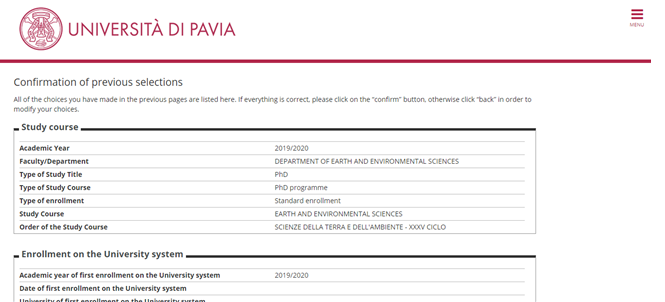 UNIVERSITÀ DI PAVIA
MENU
Confirmation of previous selections
All of the choices you have made in the previous pages are listed here. If everything is correct, please click on the "confirm" button, otherwise click "back" in order to
modify your choices.
Study course
Academic Year 2019/2020
Faculty/Department DEPARTMENT OF EARTH AND ENVIRONMENTAL SCIENCES
Type of Study Title PhD
Type of Study Course PhD programme
Type of enrollment Standard enrollment
Study Course EARTH AND ENVIRONMENTAL SCIENCES
Order of the Study Course SCIENZE DELLA TERRA E DELL'AMBIENTE - XXXV CICLO
Enrollment on the University system
Academic year of first enrollment on the University system 2019/2020
Date of first enrollment on the University system
University of first enrollment on the University system